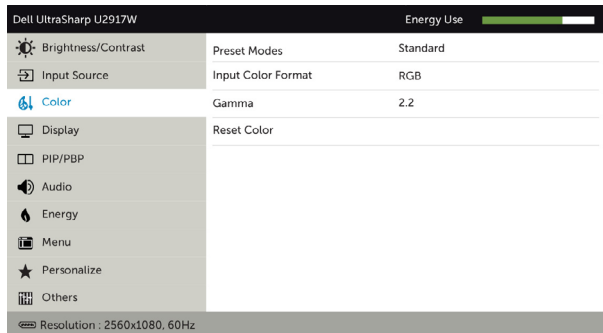 Dell UltraSharp U2917W Energy Use
Brightness/Contrast
Input Source
Color
Display
PIP/PBP
Audio
Energy
Menu
Personalize
Others
Preset Modes Standard
Input Color Format RGB
Gamma 2.2
Reset Color
Resolution : 2560x1080, 60Hz